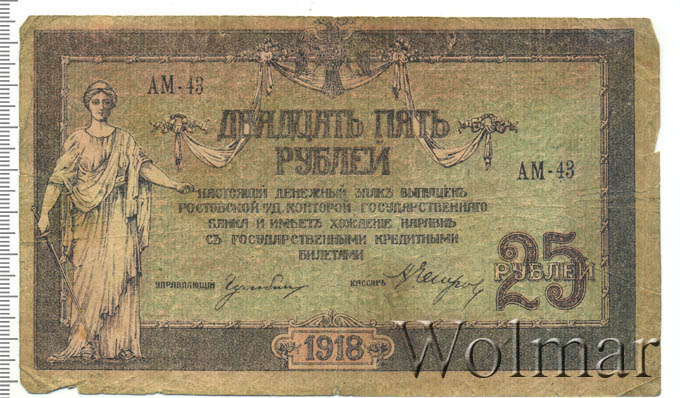 АМ-43
ДВАДЦАТЬ ПЯТЬ
РУБЛЕЙ
АМ-43
НАСТОЯЩІЙ ДЕНЕЖНЫЙ ЗНАКЪ ВЫПУЩЕНЪ
РОСТОВСКОЙ Н/Д. КОНТОРОЙ ГОСУДАРСТВЕННАГО
БАНКА И ИМѢЕТЪ ХОЖДЕНІЕ НАРАВНѢ
СЪ ГОСУДАРСТВЕННЫМИ КРЕДИТНЫМИ
БИЛЕТАМИ
25
РУБЛЕЙ
УПРАВЛЯЮЩІЙ
КАССИРЪ
1918
Wolmar